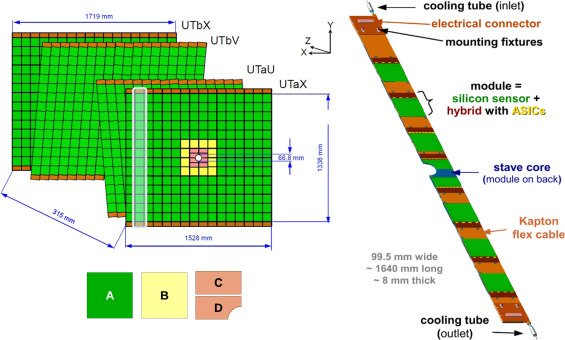 1719 mm
UTbX
UTbV
UTaU
UTaX
Y
Z
X
66.8 mm
1338 mm
315 mm
1528 mm
A
B
C
D
cooling tube (inlet)
electrical connector
mounting fixtures
module =
silicon sensor +
hybrid with ASICs
stave core
(module on back)
Kapton
flex cable
99.5 mm wide
~ 1640 mm long
~ 8 mm thick
cooling tube
(outlet)